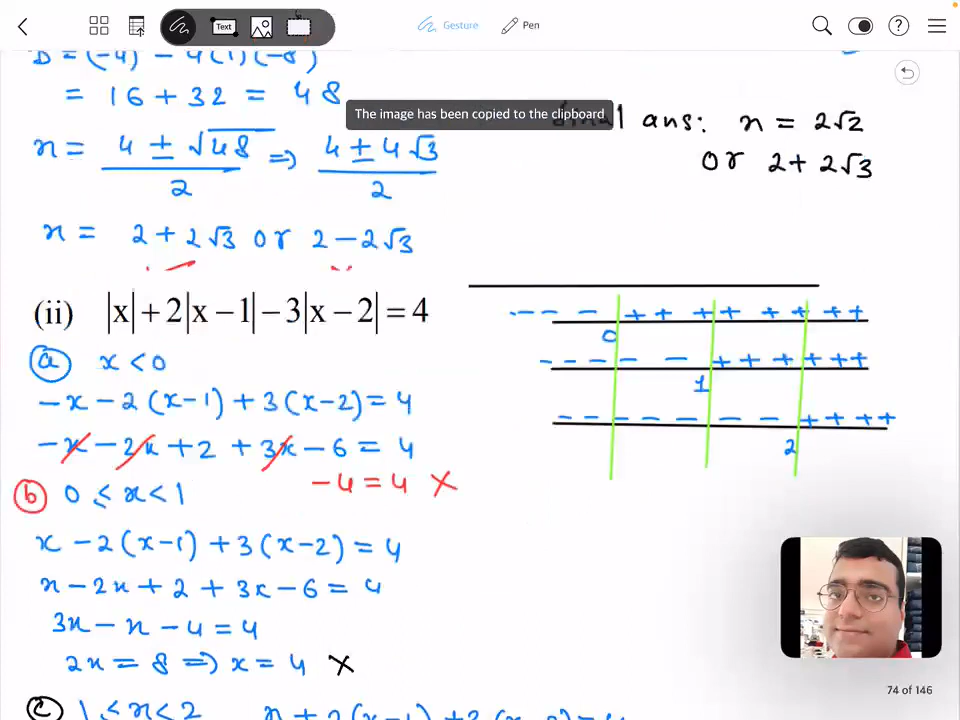 Text Gesture Pen
D = (-4) - 4(1)(-8)
= 16 + 32 = 48
The image has been copied to the clipboard
ans: x = 2√2
or 2 + 2√3
x = 4 ± √48 / 2 => 4 ± 4√3 / 2
x = 2 + 2√3 or 2 - 2√3
(ii) |x| + 2|x - 1| - 3|x - 2| = 4
- - - + + + + + + + + +
0
- - - - - - + + + + + +
1
- - - - - - - + + + +
2
(a) x < 0
-x - 2(x-1) + 3(x-2) = 4
-x - 2x + 2 + 3x - 6 = 4
-4 = 4 ✗
(b) 0 ≤ x < 1
x - 2(x-1) + 3(x-2) = 4
x - 2x + 2 + 3x - 6 = 4
3x - x - 4 = 4
2x = 8 => x = 4 ✗
(c) 1 ≤ x < 2
74 of 146